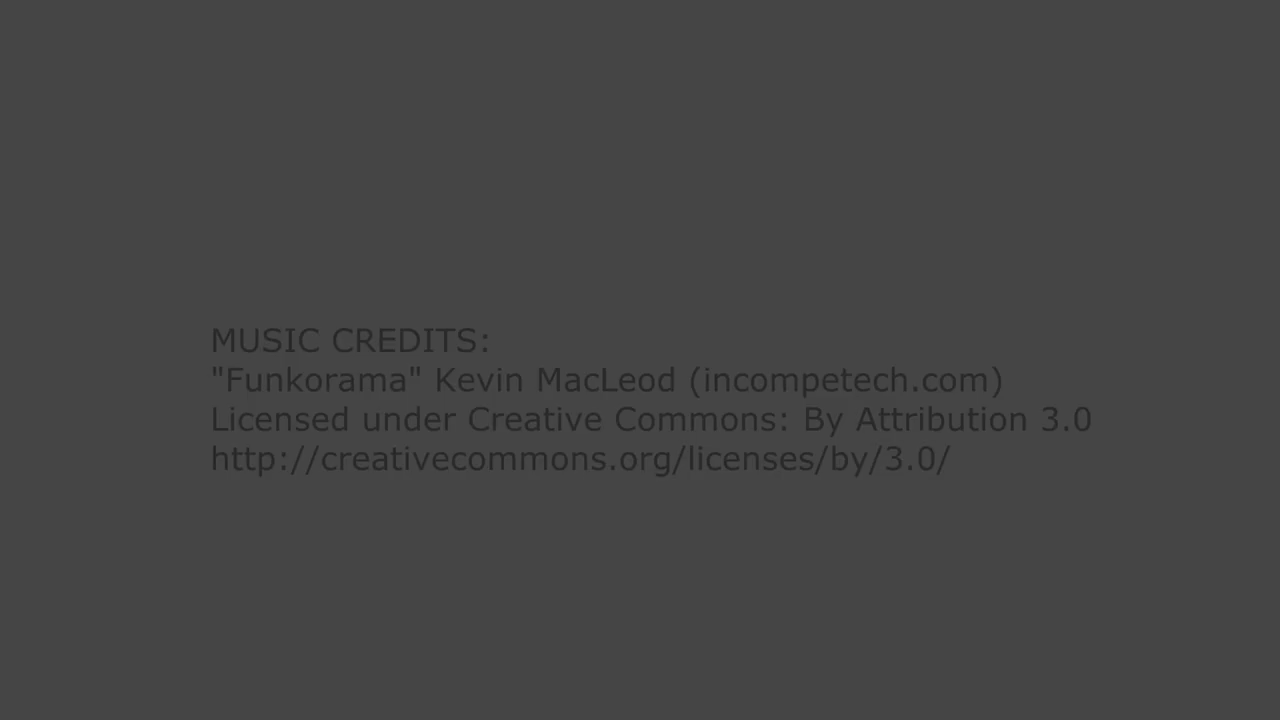 MUSIC CREDITS:
"Funkorama" Kevin MacLeod (incompetech.com)
Licensed under Creative Commons: By Attribution 3.0
http://creativecommons.org/licenses/by/3.0/